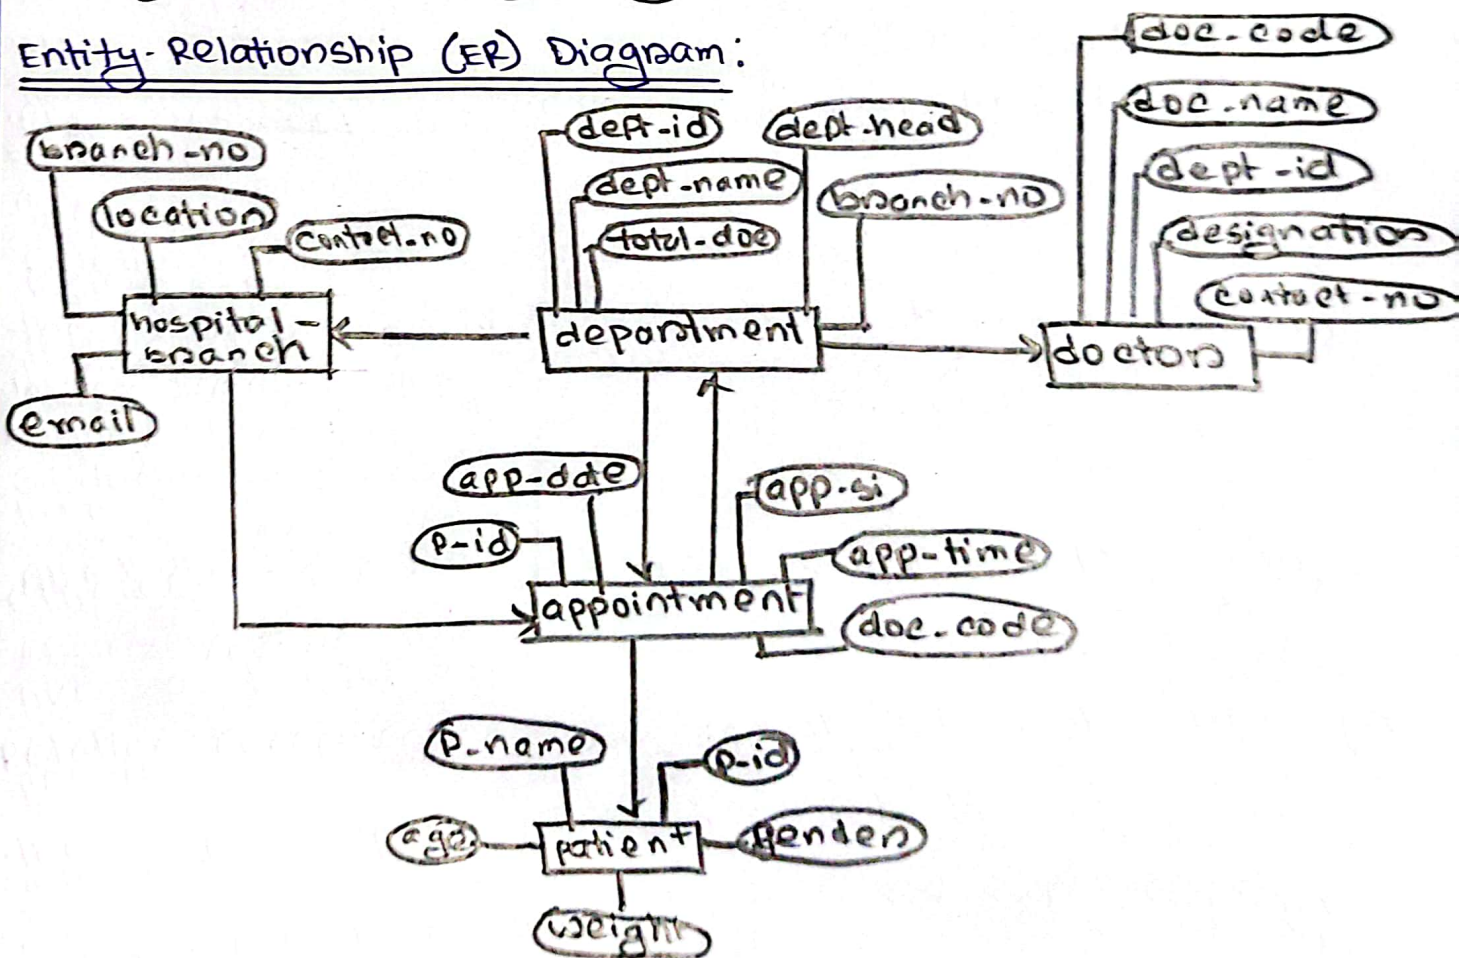 Entity-Relationship (ER) Diagram:
doc-code
doc-name
dept-id
designation
contact-no
dept-id
dept-head
dept-name
branch-no
total-doc
branch-no
location
contact-no
hospital-
branch
department
doctor
email
app-date
app-si
p-id
app-time
appointment
doc-code
p-name
p-id
age
patient
gender
weight